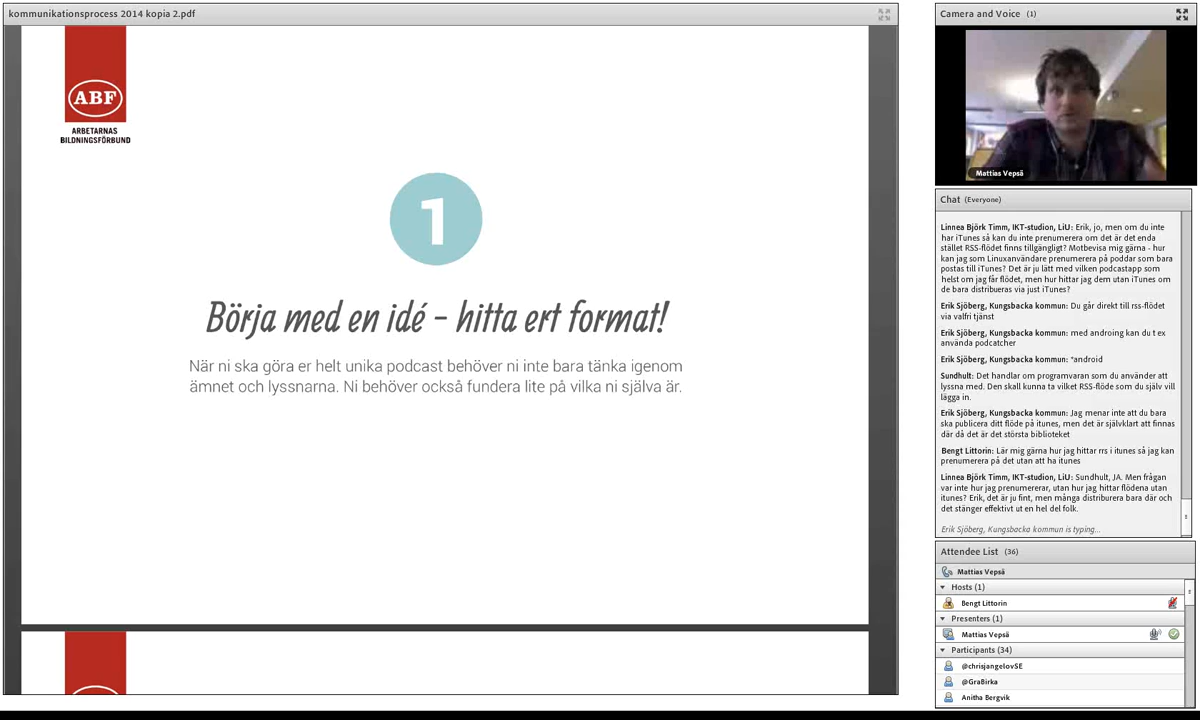 kommunikationsprocess 2014 kopia 2.pdf
ABF
ARBETARNAS
BILDNINGSFÖRBUND
1
Börja med en idé – hitta ert format!
När ni ska göra er helt unika podcast behöver ni inte bara tänka igenom
ämnet och lyssnarna. Ni behöver också fundera lite på vilka ni själva är.
Camera and Voice (1)
Mattias Vepsä
Chat (Everyone)
Linnea Björk Timm, IKT-studion, LiU: Erik, jo, men om du inte
har iTunes så kan du inte prenumerera om det är det enda
stället RSS-flödet finns tillgängligt? Motbevisa mig gärna - hur
kan jag som Linuxanvändare prenumerera på poddar som bara
postas till iTunes? Det är ju lätt med vilken podcastapp som
helst om jag får flödet, men hur hittar jag dem utan iTunes om
de bara distribueras via just iTunes?
Erik Sjöberg, Kungsbacka kommun: Du går direkt till rss-flödet
via valfri tjänst
Erik Sjöberg, Kungsbacka kommun: med androing kan du t ex
använda podcatcher
Erik Sjöberg, Kungsbacka kommun: *android
Sundhult: Det handlar om programvaran som du använder att
lyssna med. Den skall kunna ta vilket RSS-flöde som du själv vill
lägga in.
Erik Sjöberg, Kungsbacka kommun: Jag menar inte att du bara
ska publicera ditt flöde på itunes, men det är självklart att finnas
där då det är det största biblioteket
Bengt Littorin: Lär mig gärna hur jag hittar rrs i itunes så jag kan
prenumerera på det utan att ha itunes
Linnea Björk Timm, IKT-studion, LiU: Sundhult, JA. Men frågan
var inte hur jag prenumererar, utan hur jag hittar flödena utan
itunes? Erik, det är ju fint, men många distriburera bara där och
det stänger effektivt ut en hel del folk.
Erik Sjöberg, Kungsbacka kommun is typing...
Attendee List (36)
Mattias Vepsä
Hosts (1)
Bengt Littorin
Presenters (1)
Mattias Vepsä
Participants (34)
@chrisjangelovSE
@GraBirka
Anitha Bergvik